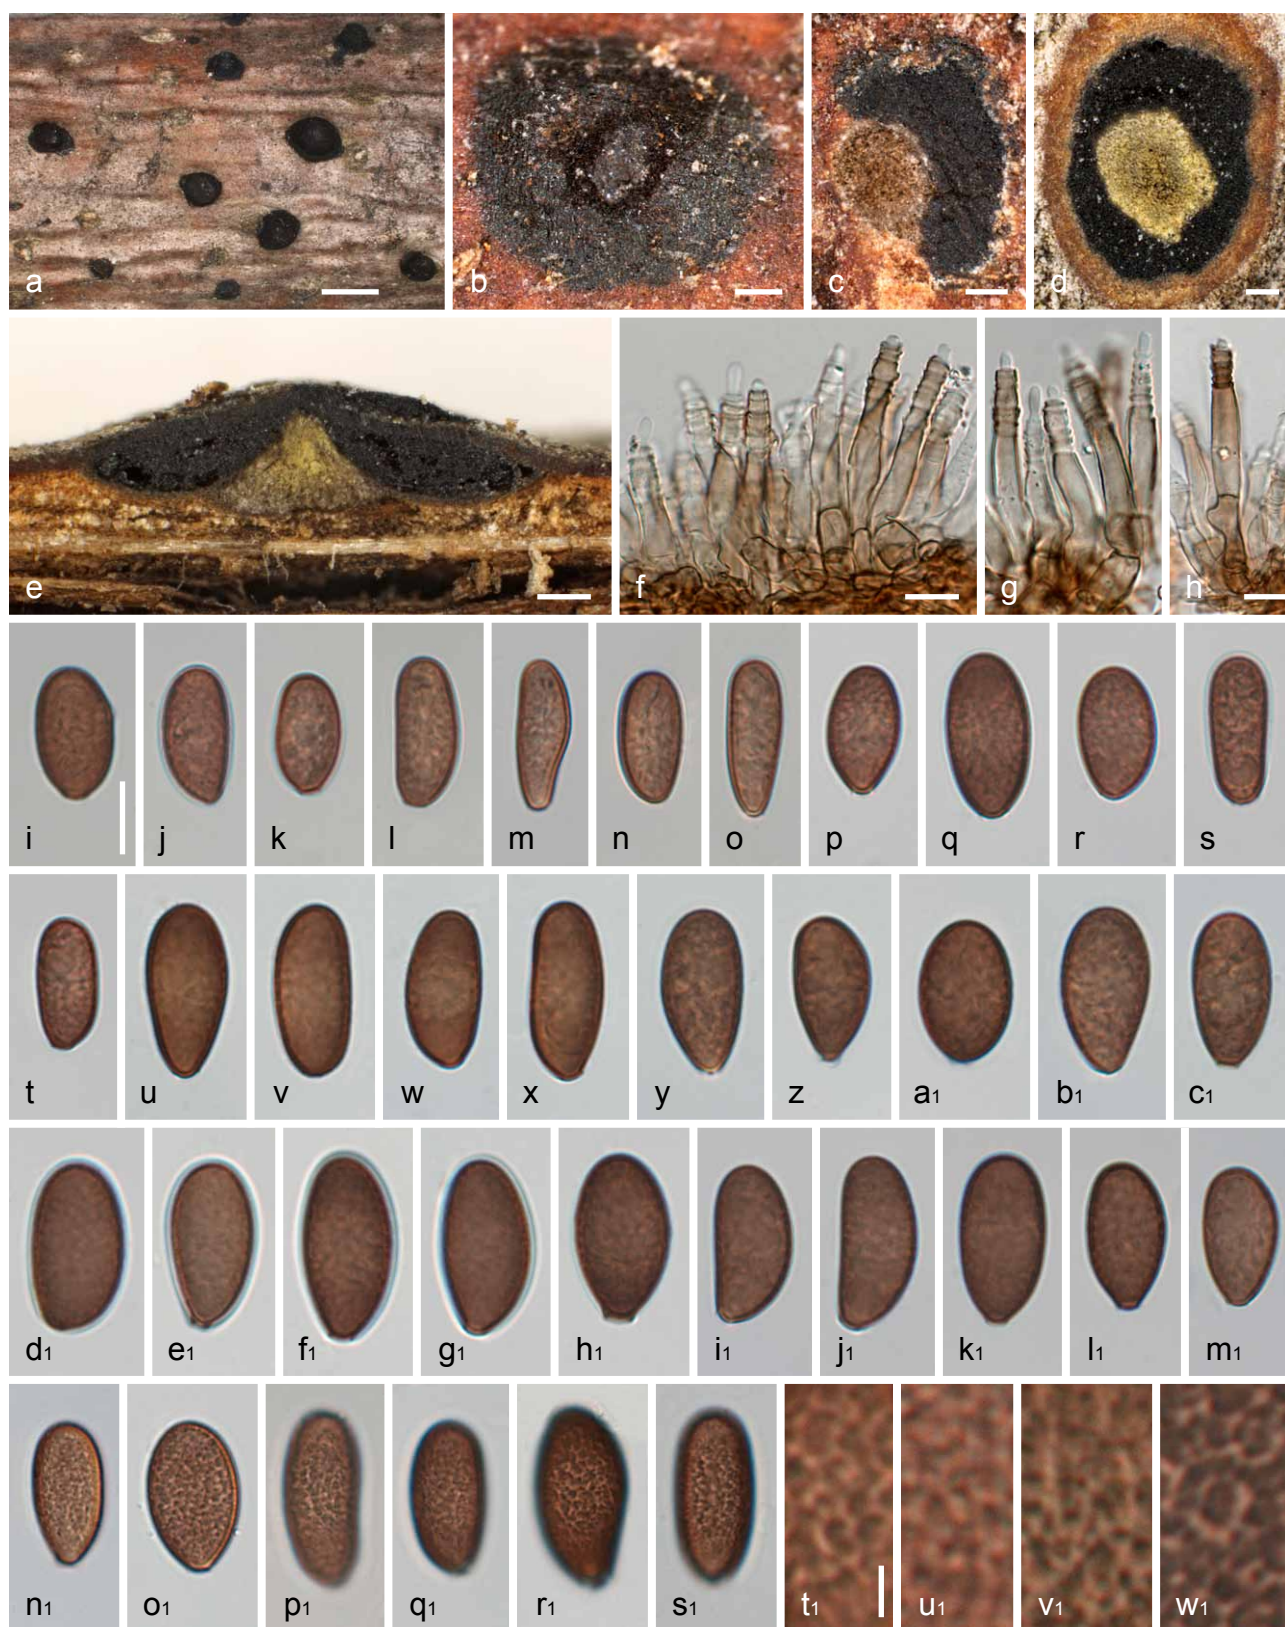 a b c d
e f g h
i j k l m n o p q r s
t u v w x y z a1 b1 c1
d1 e1 f1 g1 h1 i1 j1 k1 l1 m1
n1 o1 p1 q1 r1 s1 t1 u1 v1 w1